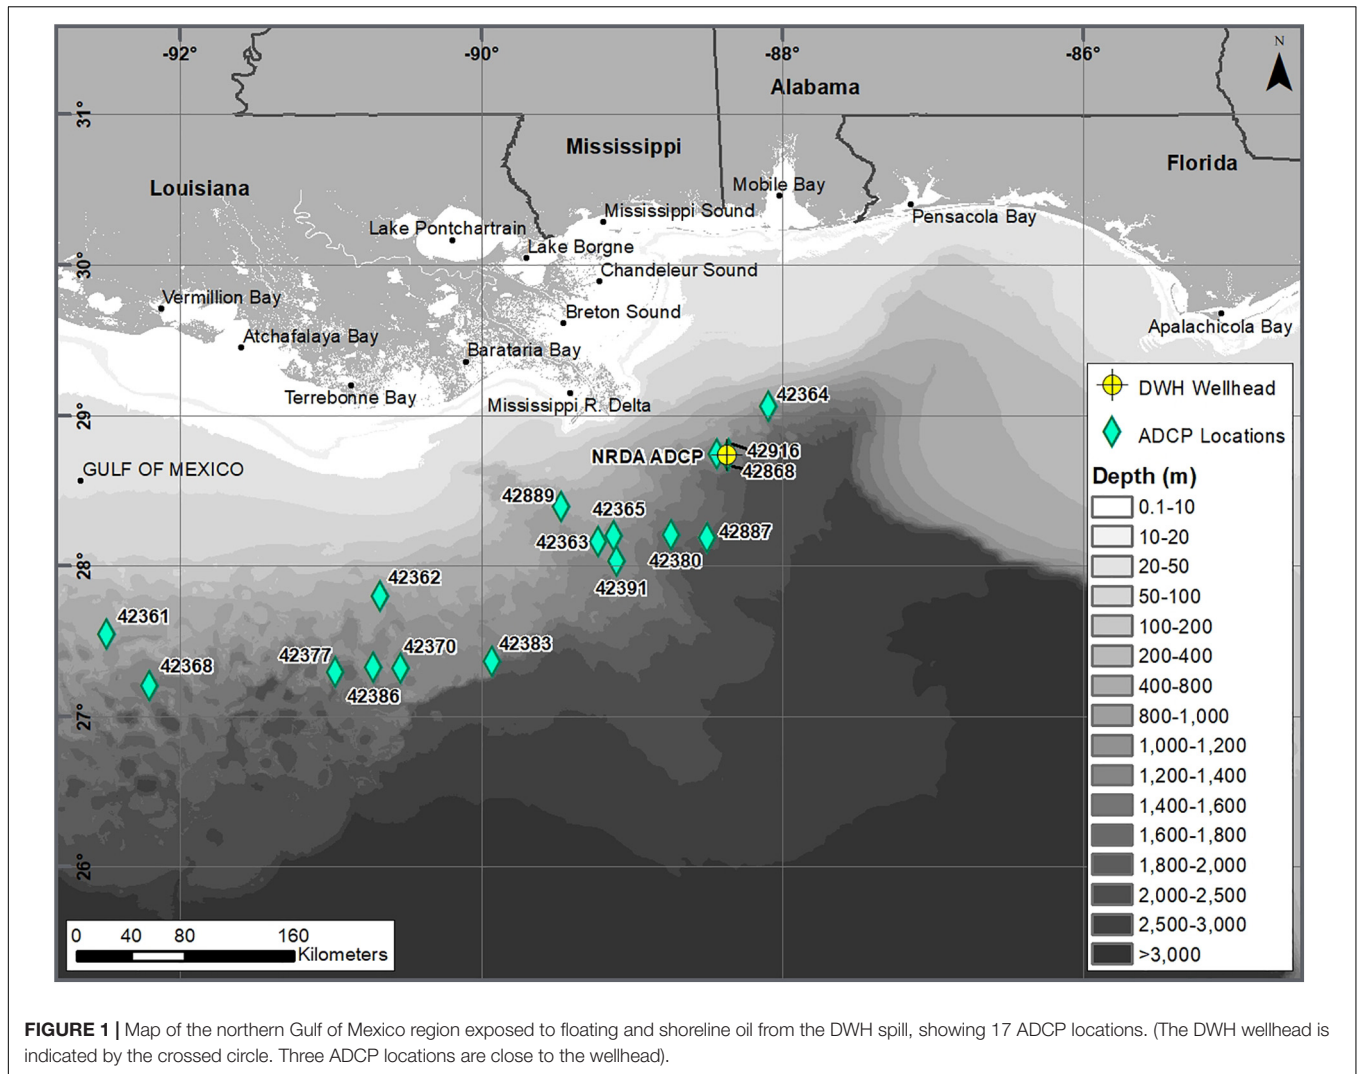 -92°
-90°
-88°
-86°
N
31°
30°
29°
28°
27°
26°
Alabama
Mississippi
Florida
Louisiana
Mobile Bay
Mississippi Sound
Pensacola Bay
Lake Pontchartrain
Lake Borgne
Chandeleur Sound
Vermillion Bay
Breton Sound
Apalachicola Bay
Atchafalaya Bay
Barataria Bay
Terrebonne Bay
Mississippi R. Delta
GULF OF MEXICO
42364
NRDA ADCP
42916
42868
42889
42365
42363
42887
42380
42391
42362
42361
42368
42377
42370
42383
42386
DWH Wellhead
ADCP Locations
Depth (m)
0.1-10
10-20
20-50
50-100
100-200
200-400
400-800
800-1,000
1,000-1,200
1,200-1,400
1,400-1,600
1,600-1,800
1,800-2,000
2,000-2,500
2,500-3,000
>3,000
0 40 80 160
Kilometers
FIGURE 1 | Map of the northern Gulf of Mexico region exposed to floating and shoreline oil from the DWH spill, showing 17 ADCP locations. (The DWH wellhead is
indicated by the crossed circle. Three ADCP locations are close to the wellhead).